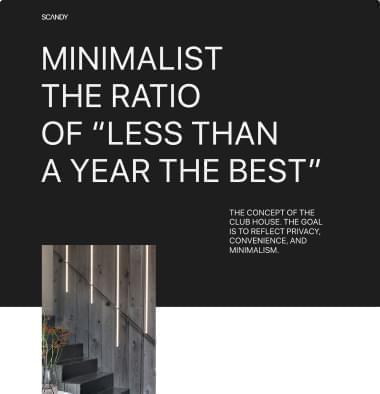 SCANDY
MINIMALIST
THE RATIO
OF “LESS THAN
A YEAR THE BEST”
THE CONCEPT OF THE
CLUB HOUSE. THE GOAL
IS TO REFLECT PRIVACY,
CONVENIENCE, AND
MINIMALISM.